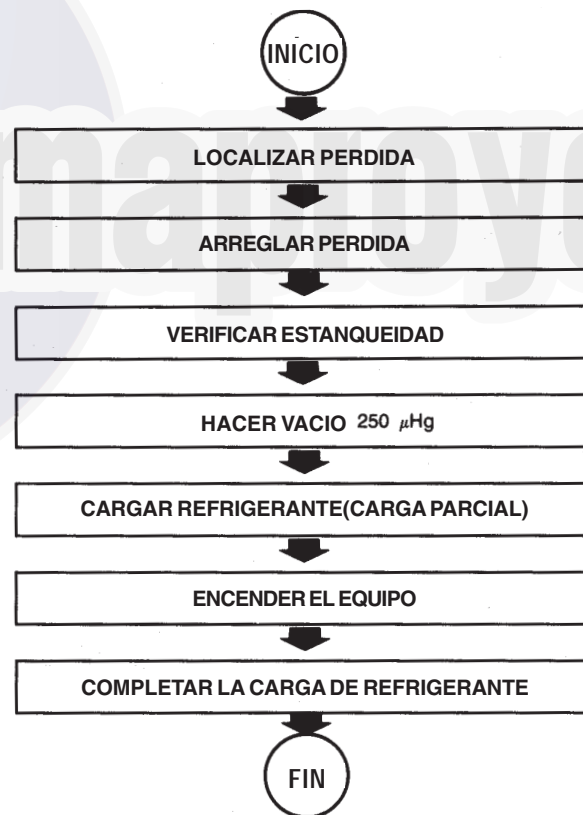 INICIO
LOCALIZAR PERDIDA
ARREGLAR PERDIDA
VERIFICAR ESTANQUEIDAD
HACER VACIO 250 μHg
CARGAR REFRIGERANTE(CARGA PARCIAL)
ENCENDER EL EQUIPO
COMPLETAR LA CARGA DE REFRIGERANTE
FIN